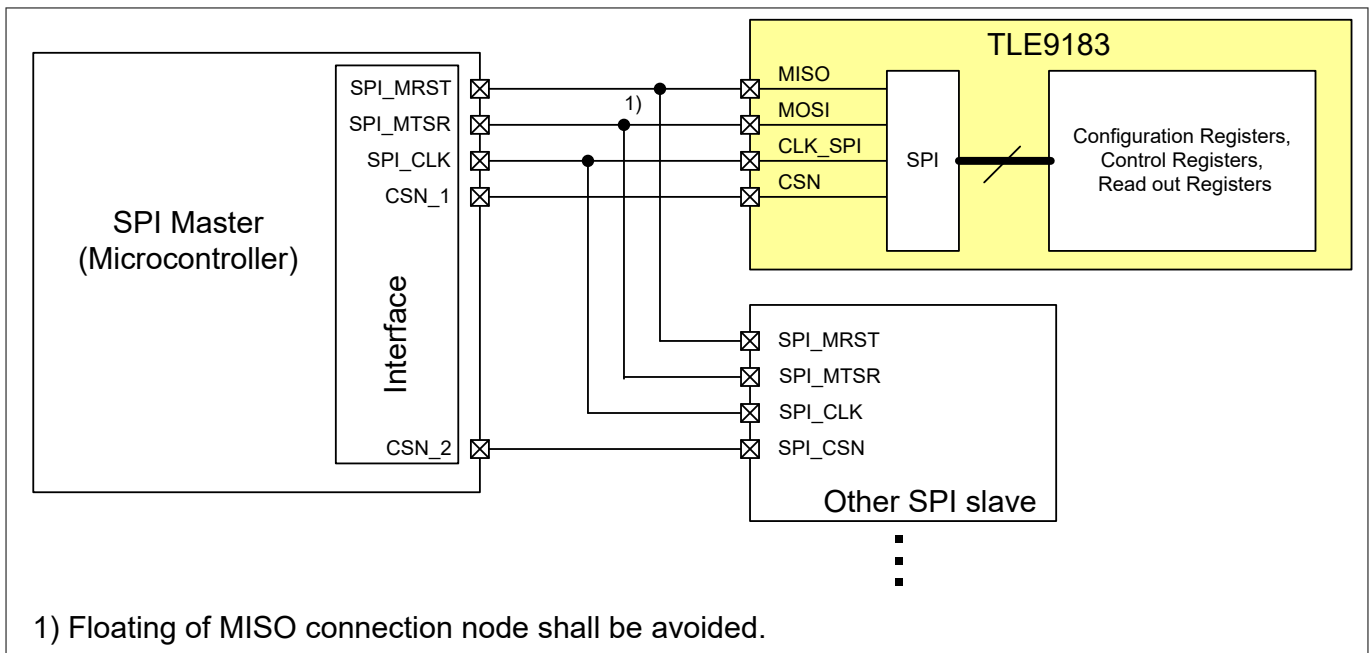 TLE9183
SPI_MRST
SPI_MTSR
SPI_CLK
CSN_1
SPI Master
(Microcontroller)
Interface
CSN_2
1)
MISO
MOSI
CLK_SPI
CSN
SPI
Configuration Registers,
Control Registers,
Read out Registers
SPI_MRST
SPI_MTSR
SPI_CLK
SPI_CSN
Other SPI slave
1) Floating of MISO connection node shall be avoided.